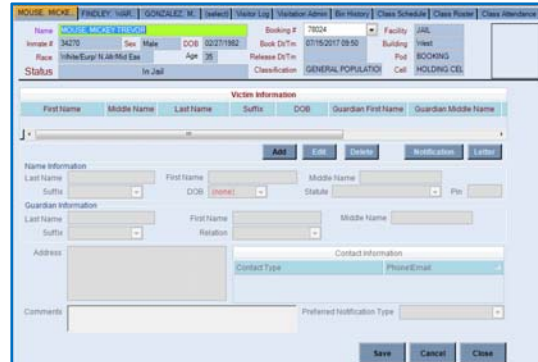 MOUSE, MICKE... FINDLEY, WAR... GONZALEZ, M... (select) Visitor Log Visitation Admin Bin History Class Schedule Class Roster Class Attendance
Name MOUSE, MICKEY TREVOR Booking # 78024 Facility JAIL
Inmate # 34270 Sex Male DOB 02/27/1982 Book Dt/Tm 07/15/2017 09:50 Building West
Race White/Eurp/ N.Afr/Mid Eas Age 35 Release Dt/Tm Pod BOOKING
Status In Jail Classification GENERAL POPULATIO Cell HOLDING CEL
Victim Information
First Name Middle Name Last Name Suffix DOB Guardian First Name Guardian Middle Name
Add Edit Delete Notification Letter
Name Information
Last Name First Name Middle Name
Suffix DOB (none) Statute Pin
Guardian Information
Last Name First Name Middle Name
Suffix Relation
Address Contact Information
Contact Type Phone/Email
Comments Preferred Notification Type
Save Cancel Close